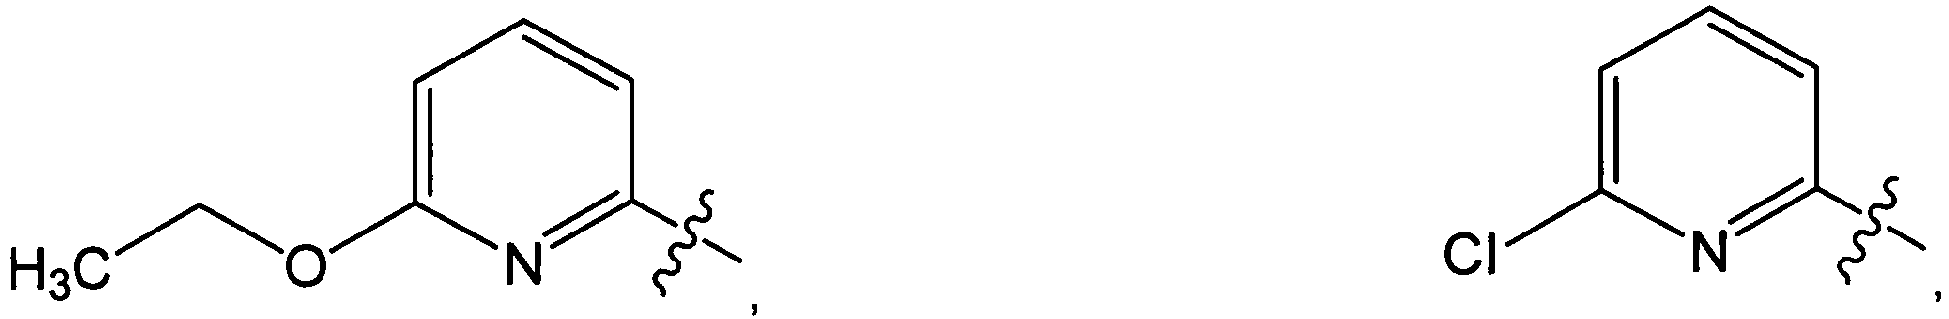 H3C O N , Cl N ,